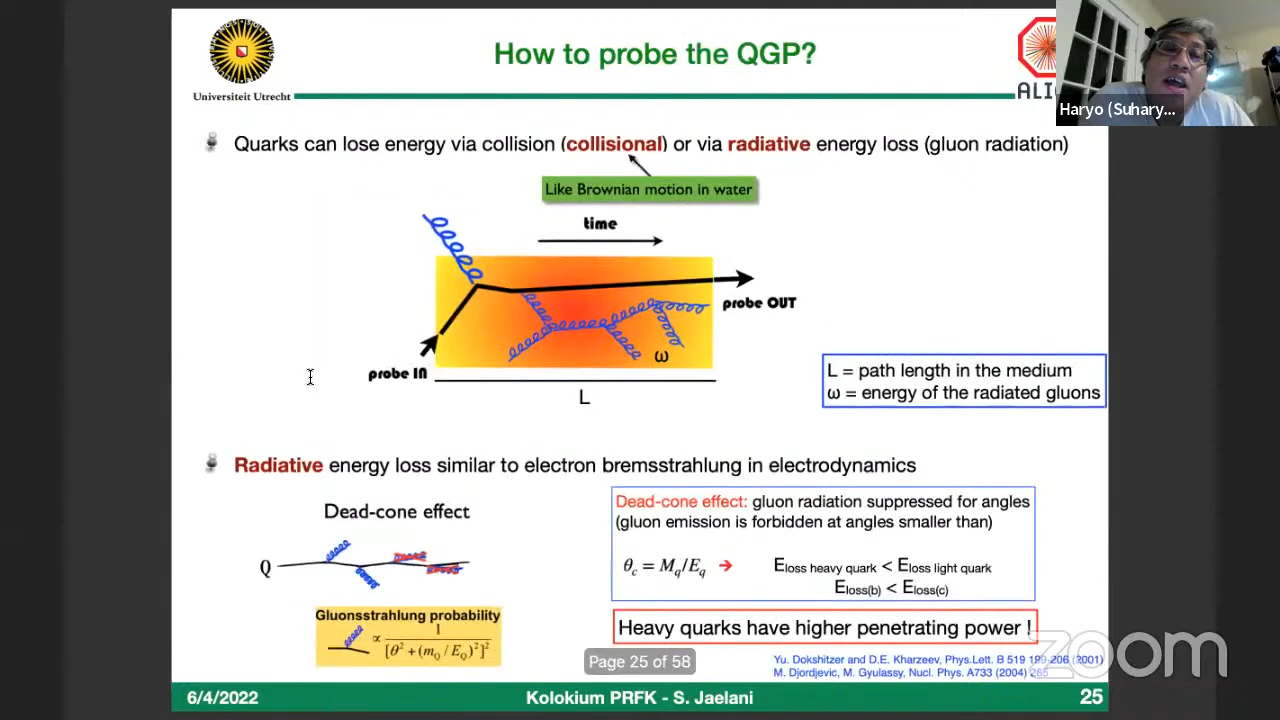 How to probe the QGP?
Universiteit Utrecht
Haryo (Suhary...
Quarks can lose energy via collision (collisional) or via radiative energy loss (gluon radiation)
Like Brownian motion in water
time
probe OUT
ω
probe IN
L
L = path length in the medium
ω = energy of the radiated gluons
Radiative energy loss similar to electron bremsstrahlung in electrodynamics
Dead-cone effect
Q
Gluonsstrahlung probability
∝ 1 / [θ² + (m_Q / E_Q)²]²
Dead-cone effect: gluon radiation suppressed for angles
(gluon emission is forbidden at angles smaller than)
θ_c = M_q/E_q → E_loss heavy quark < E_loss light quark
E_loss(b) < E_loss(c)
Heavy quarks have higher penetrating power !
Page 25 of 58
zoom
Yu. Dokshitzer and D.E. Kharzeev, Phys.Lett. B 519 199-206 (2001)
M. Djordjevic, M. Gyulassy, Nucl. Phys. A733 (2004) 265
6/4/2022
Kolokium PRFK - S. Jaelani
25